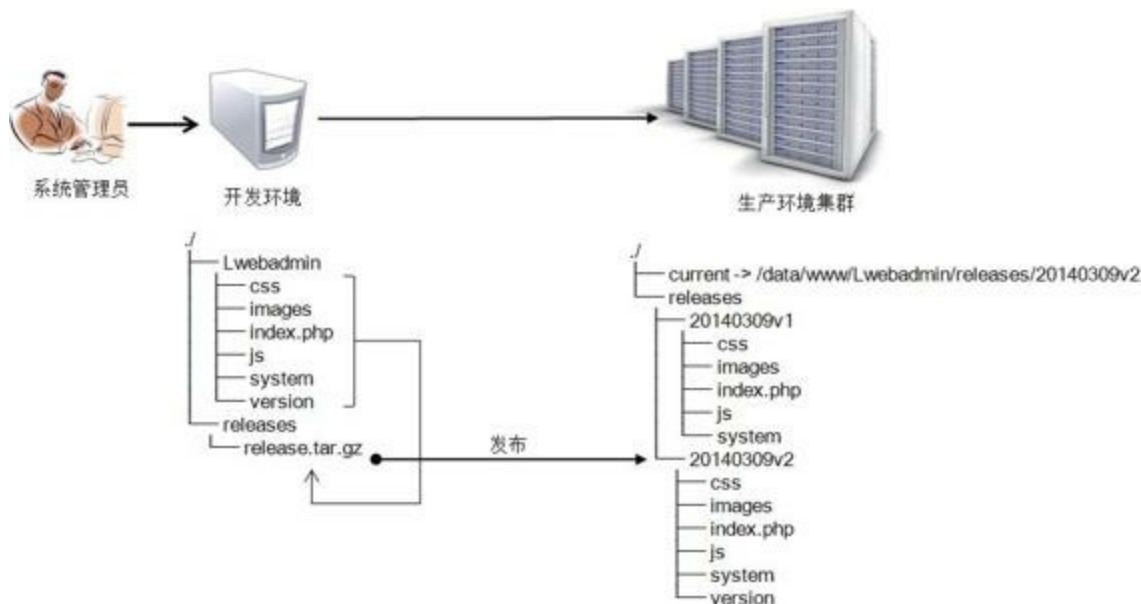 系统管理员
开发环境
生产环境集群
./
Lwebadmin
css
images
index.php
js
system
version
releases
release.tar.gz
发布
./
current -> /data/www/Lwebadmin/releases/20140309v2
releases
20140309v1
css
images
index.php
js
system
20140309v2
css
images
index.php
js
system
version